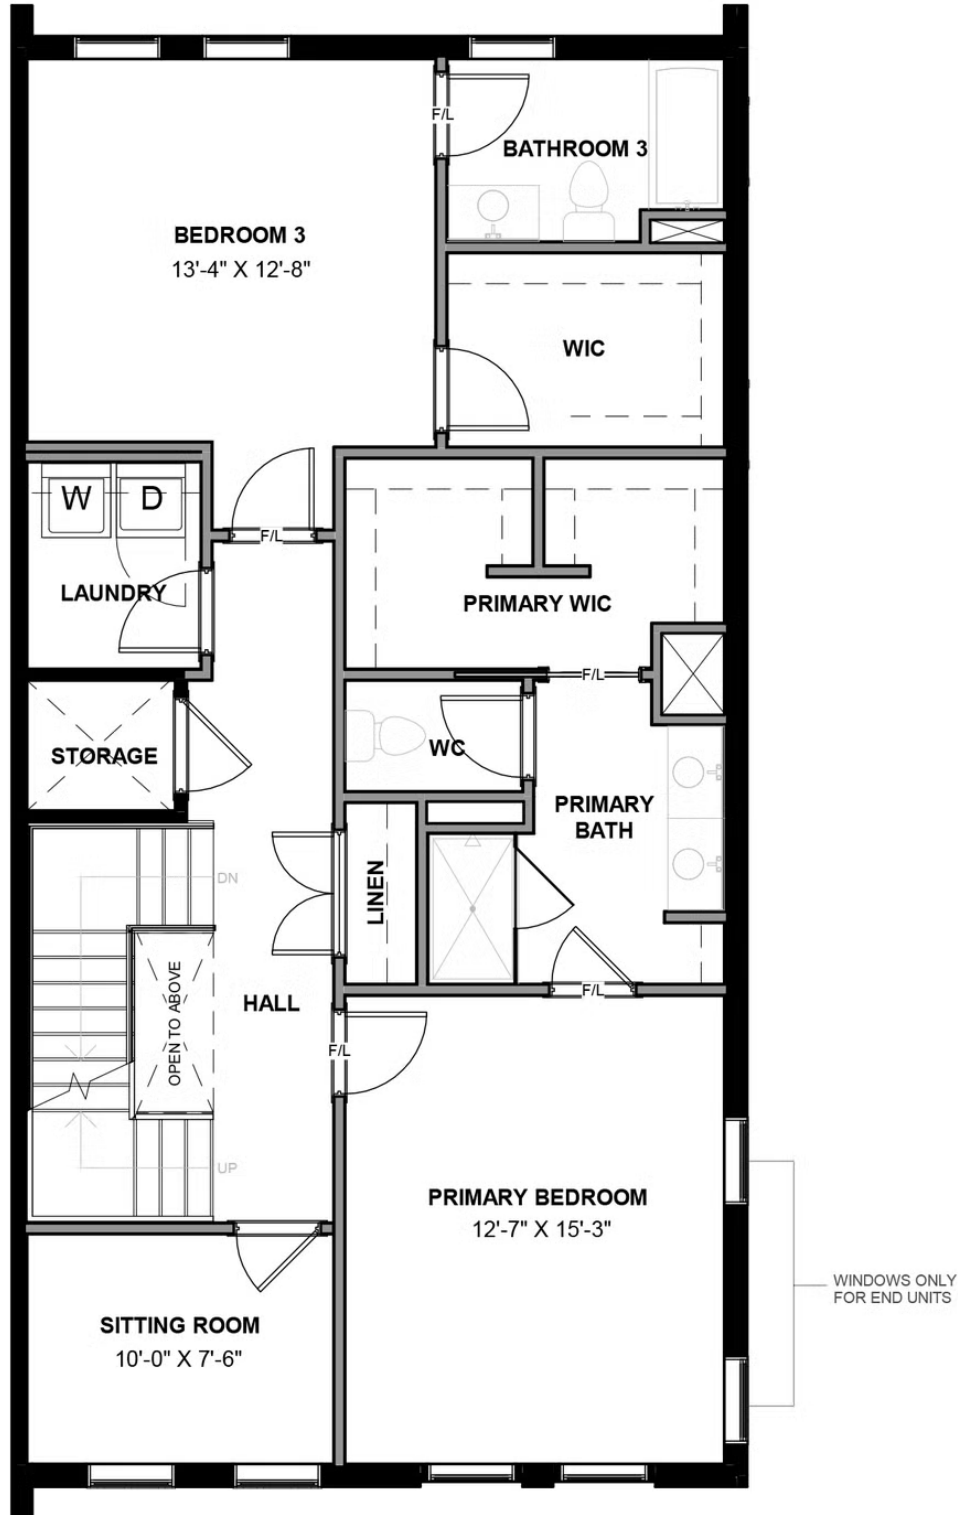 F/L
BATHROOM 3
BEDROOM 3
13'-4" X 12'-8"
WIC
W
D
F/L
LAUNDRY
PRIMARY WIC
F/L
STORAGE
WC
PRIMARY
BATH
DN
LINEN
OPEN TO ABOVE
HALL
F/L
F/L
UP
PRIMARY BEDROOM
12'-7" X 15'-3"
WINDOWS ONLY
FOR END UNITS
SITTING ROOM
10'-0" X 7'-6"